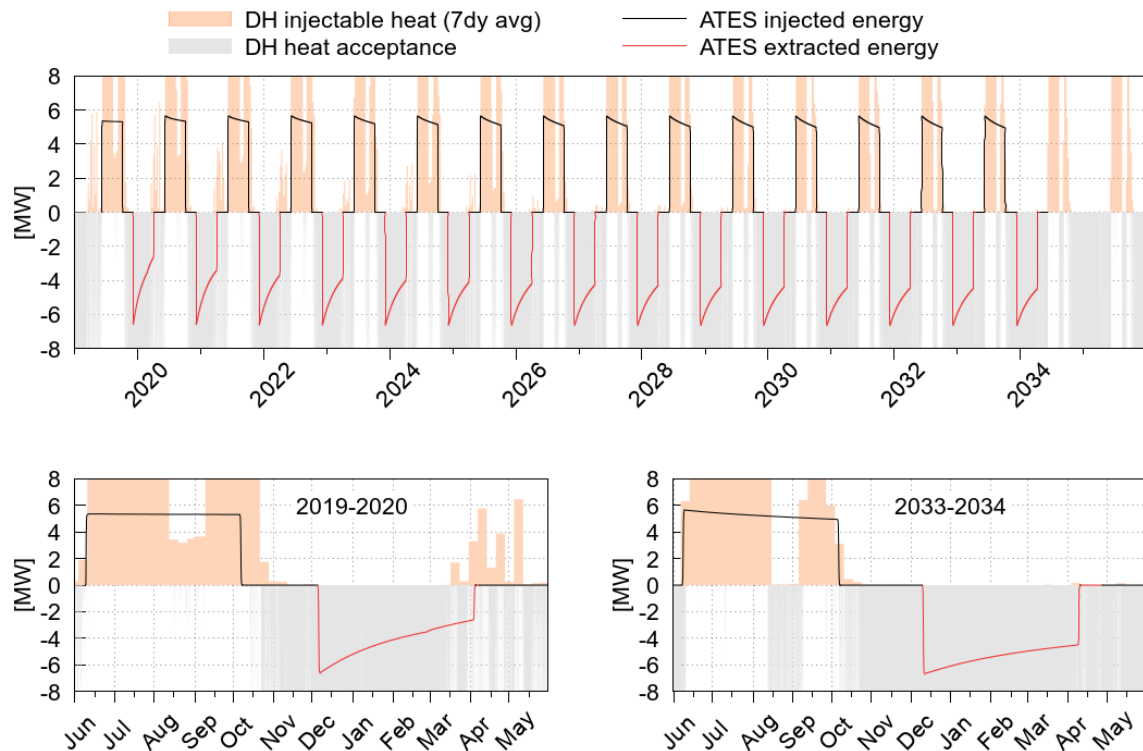 DH injectable heat (7dy avg)
ATES injected energy
DH heat acceptance
ATES extracted energy
[MW]
8
6
4
2
0
-2
-4
-6
-8
2020
2022
2024
2026
2028
2030
2032
2034
2019-2020
[MW]
8
6
4
2
0
-2
-4
-6
-8
Jun
Jul
Aug
Sep
Oct
Nov
Dec
Jan
Feb
Mar
Apr
May
2033-2034
[MW]
8
6
4
2
0
-2
-4
-6
-8
Jun
Jul
Aug
Sep
Oct
Nov
Dec
Jan
Feb
Mar
Apr
May